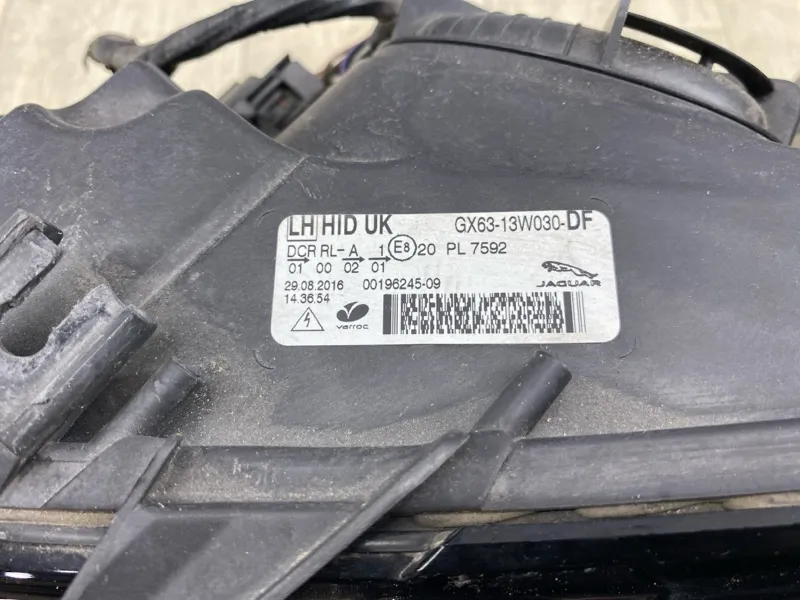 LH HID UK GX63-13W030-DF
DCR RL- A 1 E8 20 PL 7592
01 00 02 01
29.08.2016 00196245-09
14.36.54
JAGUAR
varroc